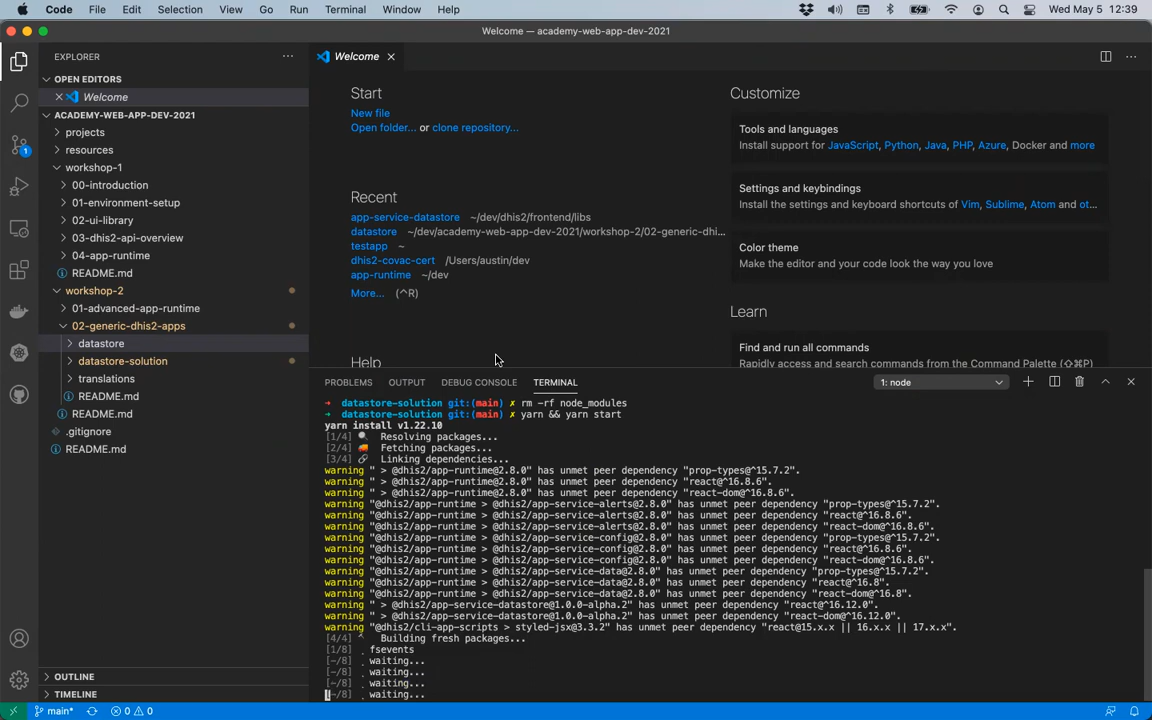 Code File Edit Selection View Go Run Terminal Window Help Wed May 5 12:39
Welcome — academy-web-app-dev-2021
EXPLORER
OPEN EDITORS
Welcome
ACADEMY-WEB-APP-DEV-2021
projects
resources
workshop-1
00-introduction
01-environment-setup
02-ui-library
03-dhis2-api-overview
04-app-runtime
README.md
workshop-2
01-advanced-app-runtime
02-generic-dhis2-apps
datastore
datastore-solution
translations
README.md
README.md
.gitignore
README.md
OUTLINE
TIMELINE
1
Welcome
Start
New file
Open folder... or clone repository...
Recent
app-service-datastore ~/dev/dhis2/frontend/libs
datastore ~/dev/academy-web-app-dev-2021/workshop-2/02-generic-dhi...
testapp ~
dhis2-covac-cert /Users/austin/dev
app-runtime ~/dev
More... (^R)
Help
Customize
Tools and languages
Install support for JavaScript, Python, Java, PHP, Azure, Docker and more
Settings and keybindings
Install the settings and keyboard shortcuts of Vim, Sublime, Atom and ot...
Color theme
Make the editor and your code look the way you love
Learn
Find and run all commands
Rapidly access and search commands from the Command Palette (⇧⌘P)
PROBLEMS OUTPUT DEBUG CONSOLE TERMINAL 1: node
➜ datastore-solution git:(main) ✗ rm -rf node_modules
➜ datastore-solution git:(main) ✗ yarn && yarn start
yarn install v1.22.10
[1/4] 🔍 Resolving packages...
[2/4] 🚚 Fetching packages...
[3/4] 🔗 Linking dependencies...
warning " > @dhis2/app-runtime@2.8.0" has unmet peer dependency "prop-types@^15.7.2".
warning " > @dhis2/app-runtime@2.8.0" has unmet peer dependency "react@^16.8.6".
warning " > @dhis2/app-runtime@2.8.0" has unmet peer dependency "react-dom@^16.8.6".
warning "@dhis2/app-runtime > @dhis2/app-service-alerts@2.8.0" has unmet peer dependency "prop-types@^15.7.2".
warning "@dhis2/app-runtime > @dhis2/app-service-alerts@2.8.0" has unmet peer dependency "react@^16.8.6".
warning "@dhis2/app-runtime > @dhis2/app-service-alerts@2.8.0" has unmet peer dependency "react-dom@^16.8.6".
warning "@dhis2/app-runtime > @dhis2/app-service-config@2.8.0" has unmet peer dependency "prop-types@^15.7.2".
warning "@dhis2/app-runtime > @dhis2/app-service-config@2.8.0" has unmet peer dependency "react@^16.8.6".
warning "@dhis2/app-runtime > @dhis2/app-service-config@2.8.0" has unmet peer dependency "react-dom@^16.8.6".
warning "@dhis2/app-runtime > @dhis2/app-service-data@2.8.0" has unmet peer dependency "prop-types@^15.7.2".
warning "@dhis2/app-runtime > @dhis2/app-service-data@2.8.0" has unmet peer dependency "react@^16.8".
warning "@dhis2/app-runtime > @dhis2/app-service-data@2.8.0" has unmet peer dependency "react-dom@^16.8".
warning " > @dhis2/app-service-datastore@1.0.0-alpha.2" has unmet peer dependency "react@^16.12.0".
warning " > @dhis2/app-service-datastore@1.0.0-alpha.2" has unmet peer dependency "react-dom@^16.12.0".
warning "@dhis2/cli-app-scripts > styled-jsx@3.3.2" has unmet peer dependency "react@15.x.x || 16.x.x || 17.x.x".
[4/4] Building fresh packages...
[1/8] fsevents
[-/8] waiting...
[-/8] waiting...
[-/8] waiting...
[-/8] waiting...
main* 0 0